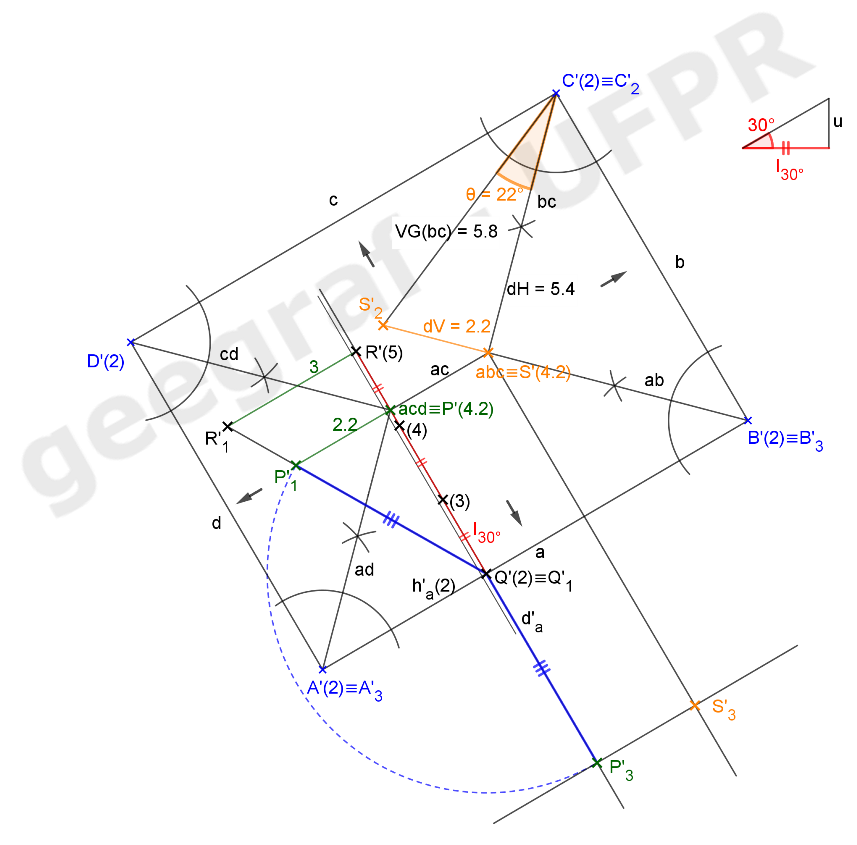 geegraf - UFPR
C'(2)≡C'2
30°
u
I30°
θ = 22°
c
bc
VG(bc) = 5.8
b
dH = 5.4
S'2
dV = 2.2
D'(2)
cd
R'(5)
3
ac
abc≡S'(4.2)
ab
acd≡P'(4.2)
2.2
(4)
R'1
B'(2)≡B'3
P'1
(3)
d
I30°
a
ad
h'a(2)
Q'(2)≡Q'1
d'a
A'(2)≡A'3
S'3
P'3